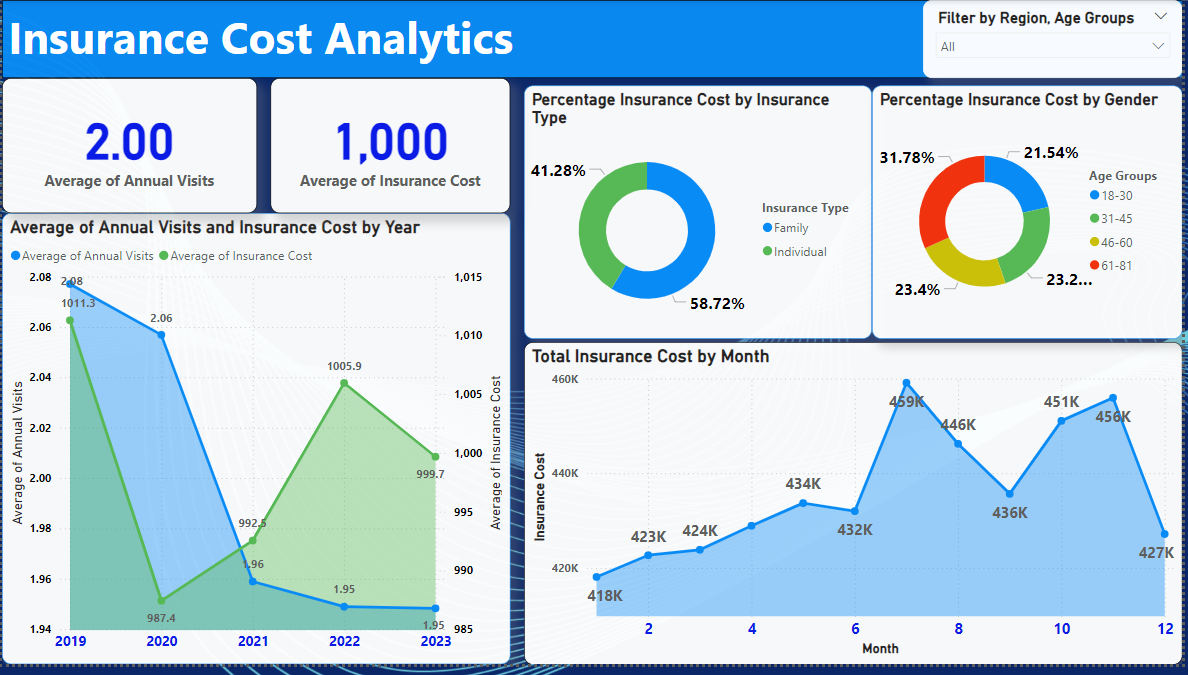 Insurance Cost Analytics
Filter by Region, Age Groups
All
2.00
Average of Annual Visits
1,000
Average of Insurance Cost
Percentage Insurance Cost by Insurance
Type
41.28%
58.72%
Insurance Type
Family
Individual
Percentage Insurance Cost by Gender
31.78%
21.54%
23.4%
23.2...
Age Groups
18-30
31-45
46-60
61-81
Average of Annual Visits and Insurance Cost by Year
Average of Annual Visits Average of Insurance Cost
Average of Annual Visits
2.08
2.06
2.04
2.02
2.00
1.98
1.96
1.94
2.08
1011.3
2.06
987.4
992.5
1.96
1005.9
1.95
999.7
1.95
1,015
1,010
1,005
1,000
995
990
985
Average of Insurance Cost
2019 2020 2021 2022 2023
Total Insurance Cost by Month
Insurance Cost
460K
440K
420K
418K
423K
424K
434K
432K
459K
446K
436K
451K
456K
427K
2 4 6 8 10 12
Month